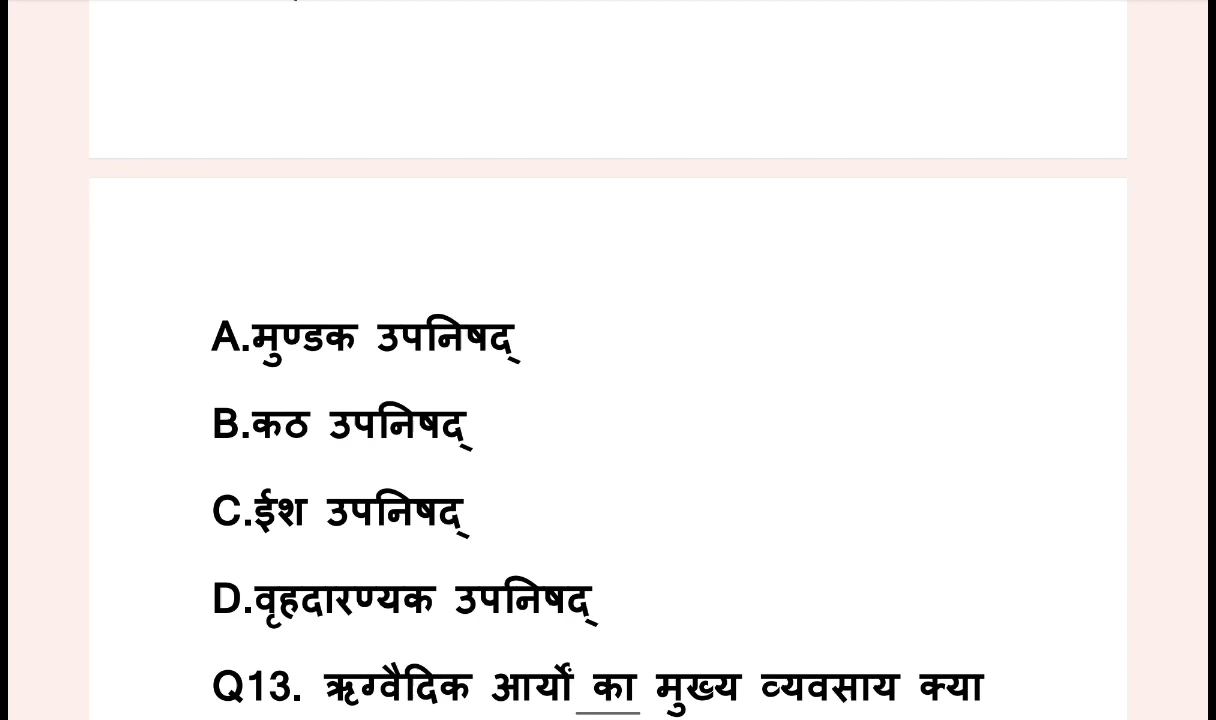 A.मुण्डक उपनिषद्
B.कठ उपनिषद्
C.ईश उपनिषद्
D.वृहदारण्यक उपनिषद्
Q13. ऋग्वैदिक आर्यों का मुख्य व्यवसाय क्या